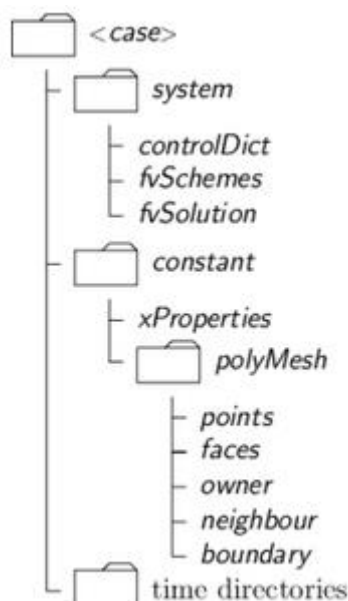 <case>
system
controlDict
fvSchemes
fvSolution
constant
xProperties
polyMesh
points
faces
owner
neighbour
boundary
time directories